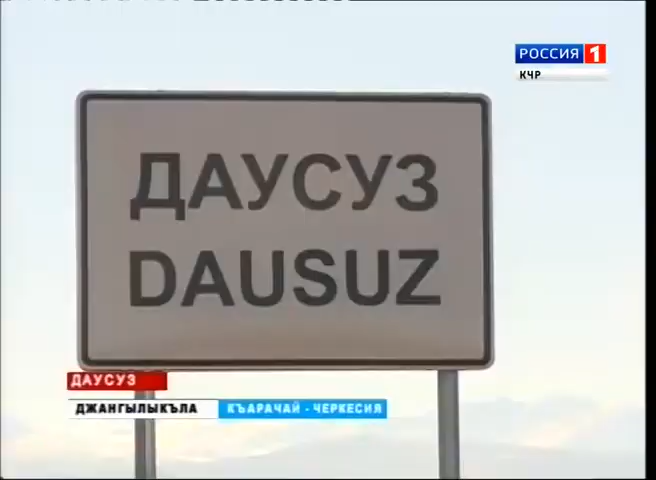 РОССИЯ 1
КЧР
ДАУСУЗ
DAUSUZ
ДАУСУЗ
ДЖАНГЫЛЫКЪЛА КЪАРАЧАЙ - ЧЕРКЕСИЯ